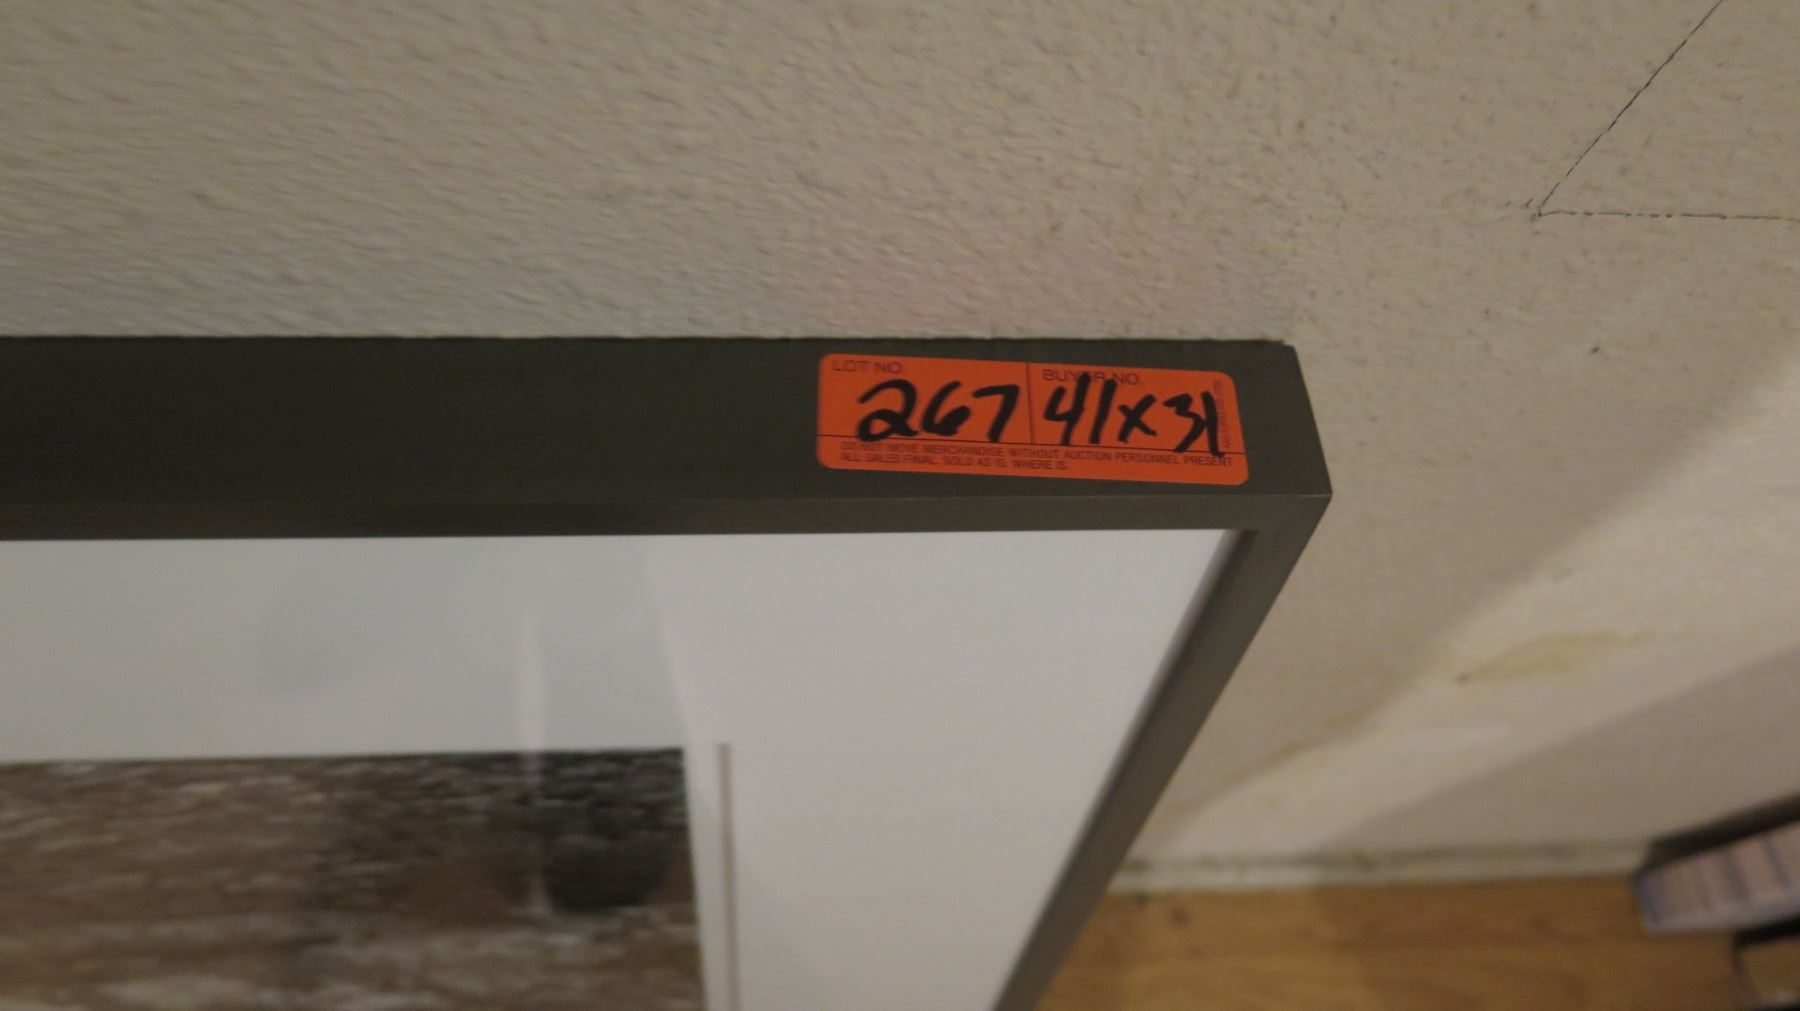 LOT NO. BUYER NO.
267 41x31
DO NOT MOVE MERCHANDISE WITHOUT AUCTION PERSONNEL PRESENT
ALL SALES FINAL. SOLD AS IS. WHERE IS.